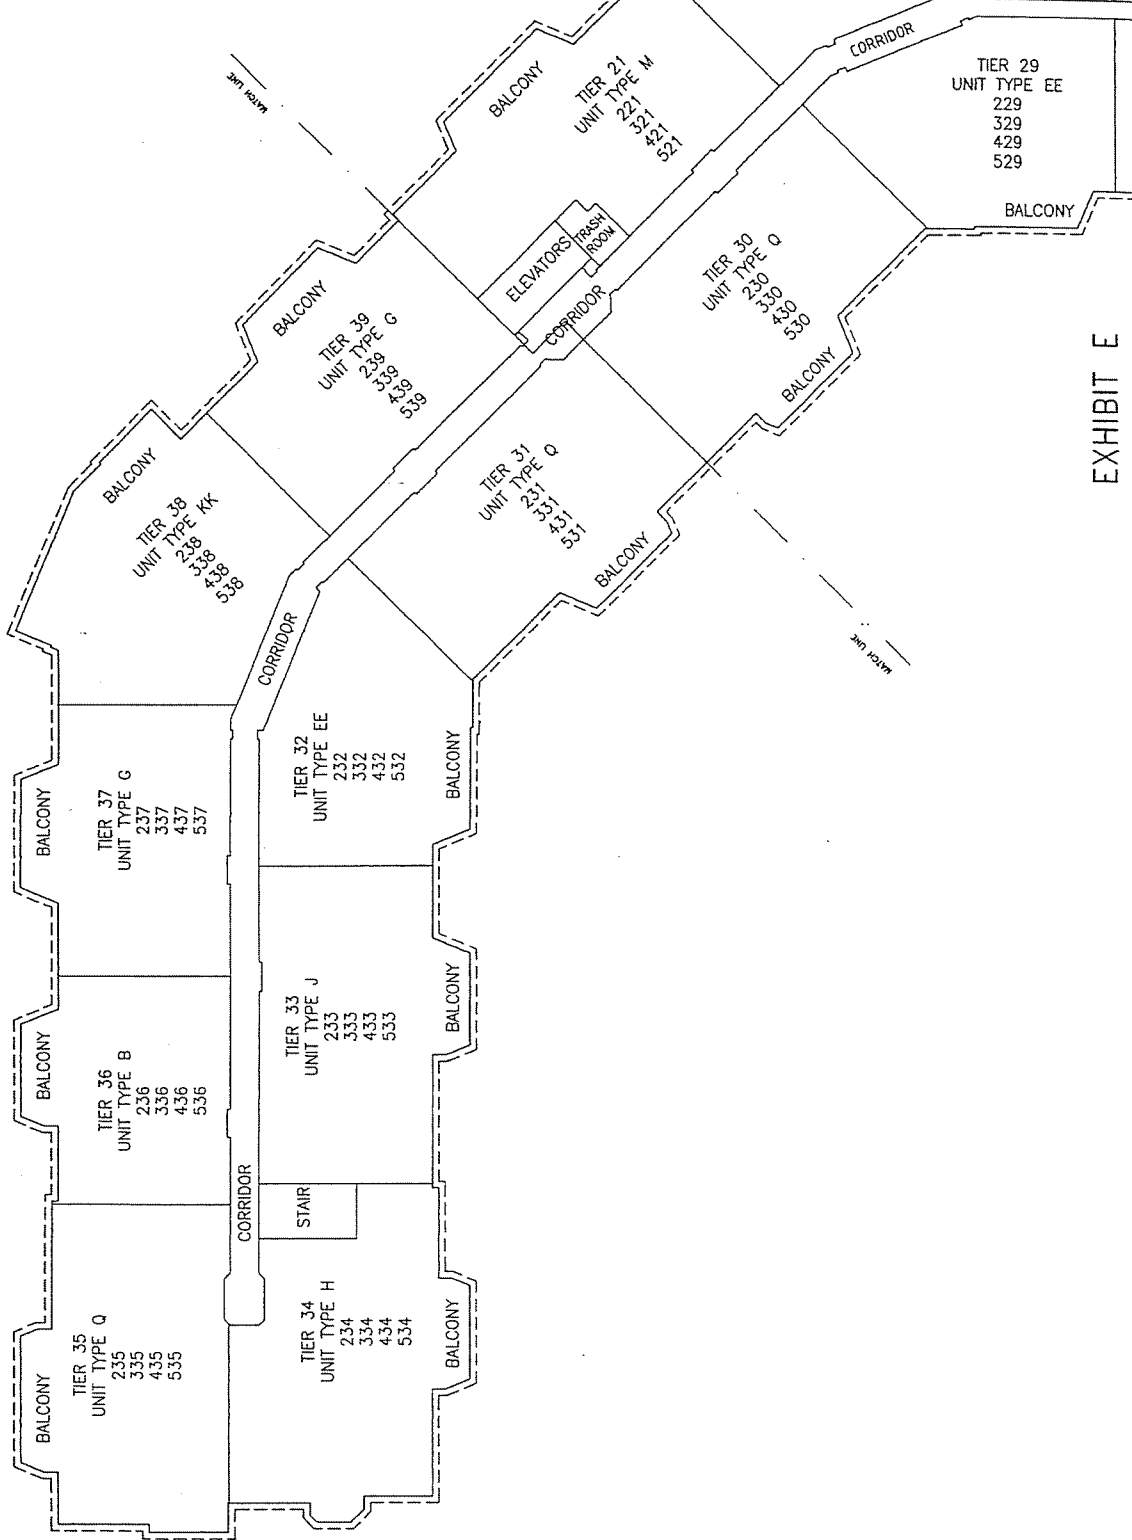 MATCH LINE
BALCONY
TIER 21
UNIT TYPE M
221
321
421
521
CORRIDOR
TIER 29
UNIT TYPE EE
229
329
429
529
BALCONY
ELEVATORS
TRASH
ROOM
CORRIDOR
TIER 30
UNIT TYPE Q
230
330
430
530
BALCONY
BALCONY
TIER 39
UNIT TYPE G
239
339
439
539
TIER 31
UNIT TYPE Q
231
331
431
531
BALCONY
MATCH LINE
BALCONY
TIER 38
UNIT TYPE KK
238
338
438
538
CORRIDOR
TIER 32
UNIT TYPE EE
232
332
432
532
BALCONY
BALCONY
TIER 37
UNIT TYPE G
237
337
437
537
TIER 33
UNIT TYPE J
233
333
433
533
BALCONY
BALCONY
TIER 36
UNIT TYPE B
236
336
436
536
CORRIDOR
STAIR
BALCONY
TIER 35
UNIT TYPE Q
235
335
435
535
TIER 34
UNIT TYPE H
234
334
434
534
BALCONY
EXHIBIT E